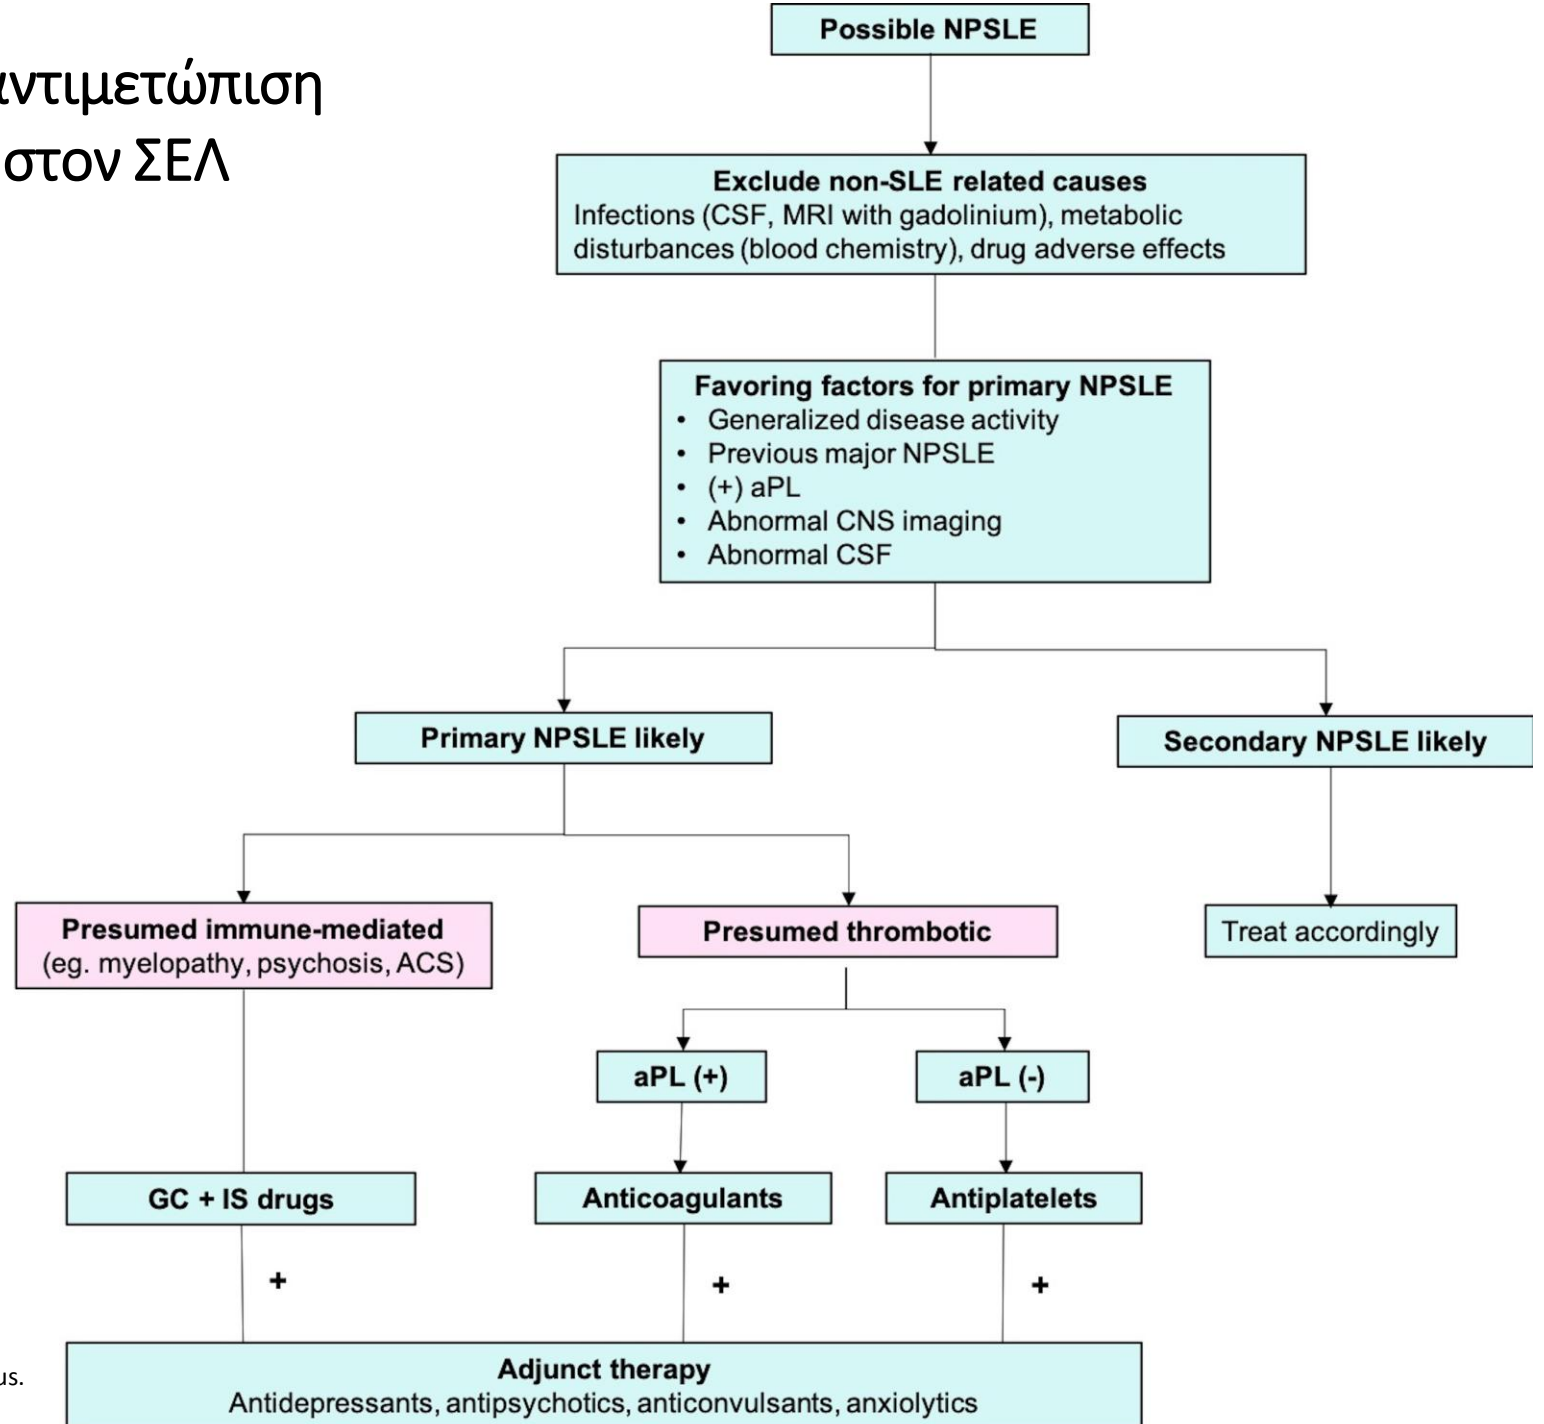 αντιμετώπιση
στον ΣΕΛ
Possible NPSLE
Exclude non-SLE related causes
Infections (CSF, MRI with gadolinium), metabolic
disturbances (blood chemistry), drug adverse effects
Favoring factors for primary NPSLE
• Generalized disease activity
• Previous major NPSLE
• (+) aPL
• Abnormal CNS imaging
• Abnormal CSF
Primary NPSLE likely
Secondary NPSLE likely
Presumed immune-mediated
(eg. myelopathy, psychosis, ACS)
Presumed thrombotic
Treat accordingly
aPL (+)
aPL (-)
GC + IS drugs
Anticoagulants
Antiplatelets
+
+
+
us.
Adjunct therapy
Antidepressants, antipsychotics, anticonvulsants, anxiolytics